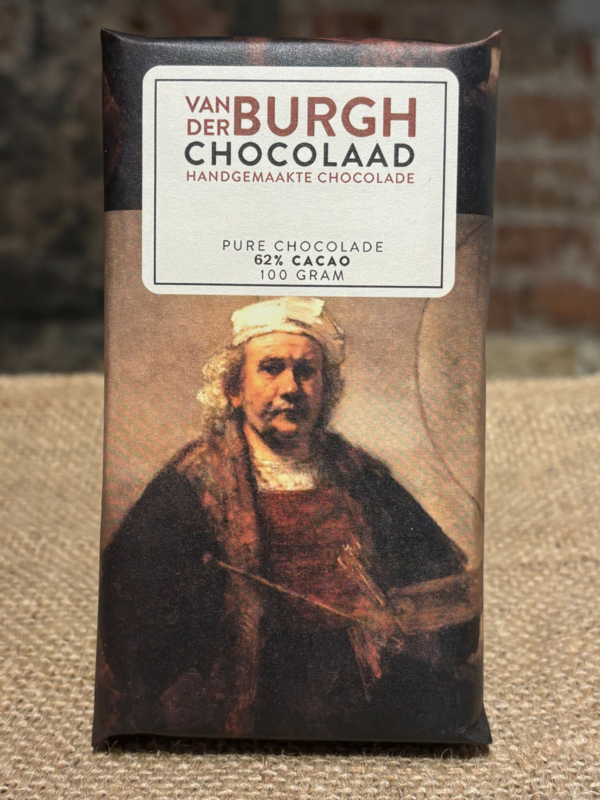 VAN DER BURGH
CHOCOLAAD
HANDGEMAAKTE CHOCOLADE
PURE CHOCOLADE
62% CACAO
100 GRAM